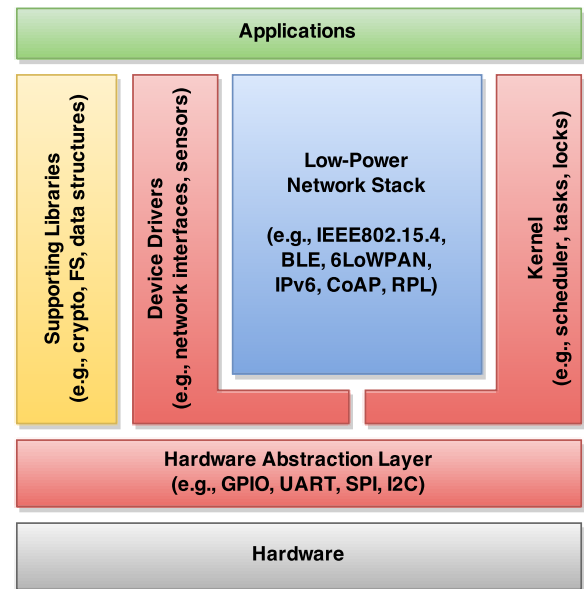 Applications
Supporting Libraries
(e.g., crypto, FS, data structures)
Device Drivers
(e.g., network interfaces, sensors)
Low-Power
Network Stack
(e.g., IEEE802.15.4,
BLE, 6LoWPAN,
IPv6, CoAP, RPL)
Kernel
(e.g., scheduler, tasks, locks)
Hardware Abstraction Layer
(e.g., GPIO, UART, SPI, I2C)
Hardware